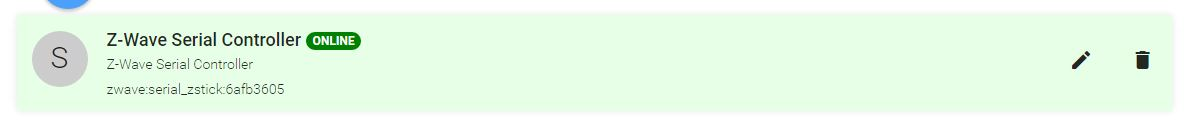 S
Z-Wave Serial Controller ONLINE
Z-Wave Serial Controller
zwave:serial_zstick:6afb3605